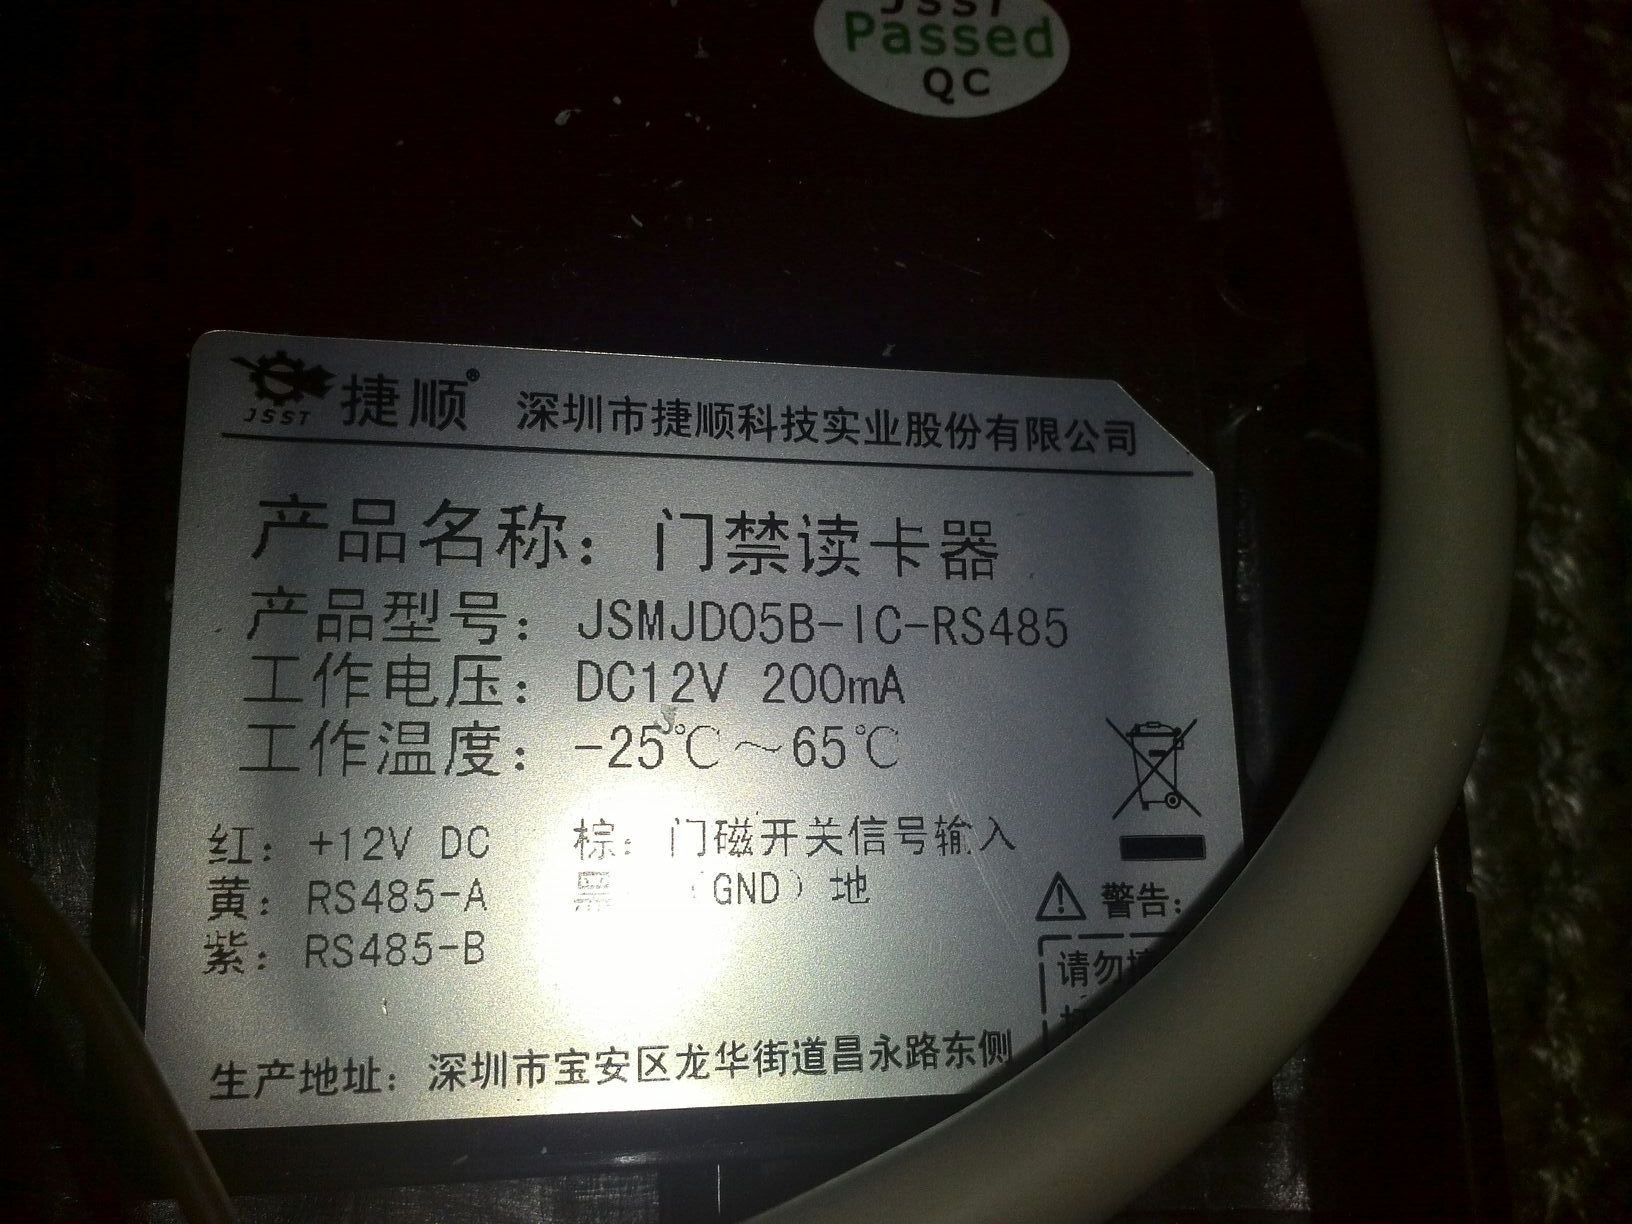 JSST
Passed
QC
JSST 捷顺® 深圳市捷顺科技实业股份有限公司
产品名称：门禁读卡器
产品型号：JSMJD05B-IC-RS485
工作电压：DC12V 200mA
工作温度：-25℃～65℃
红：+12V DC 棕：门磁开关信号输入
黄：RS485-A 黑：（GND）地
紫：RS485-B
警告：
请勿
生产地址：深圳市宝安区龙华街道昌永路东侧